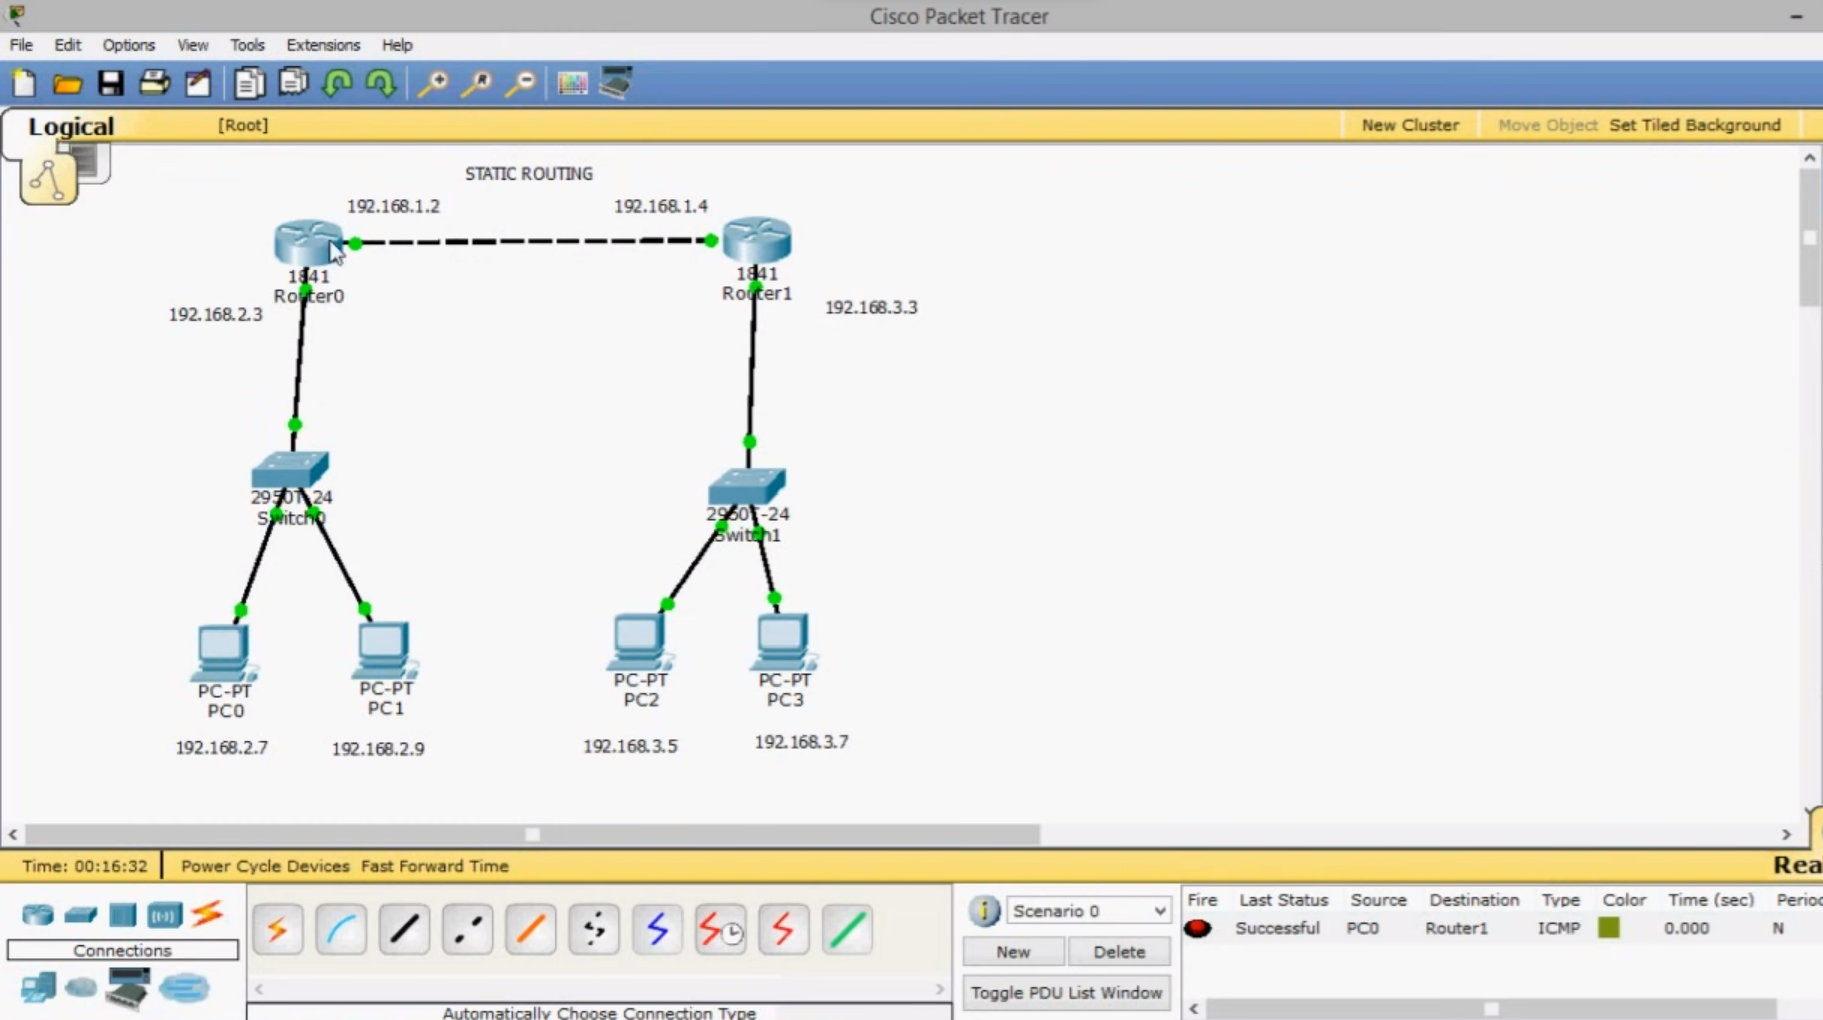 Cisco Packet Tracer
File Edit Options View Tools Extensions Help
Logical [Root] New Cluster Move Object Set Tiled Background
STATIC ROUTING
192.168.1.2 192.168.1.4
1841
Router0
1841
Router1
192.168.2.3
192.168.3.3
2950T-24
Switch0
2950T-24
Switch1
PC-PT
PC0
PC-PT
PC1
PC-PT
PC2
PC-PT
PC3
192.168.2.7
192.168.2.9
192.168.3.5
192.168.3.7
Time: 00:16:32 Power Cycle Devices Fast Forward Time Rea
Connections
Automatically Choose Connection Type
Scenario 0
New Delete
Toggle PDU List Window
Fire Last Status Source Destination Type Color Time (sec) Perio
Successful PC0 Router1 ICMP 0.000 N